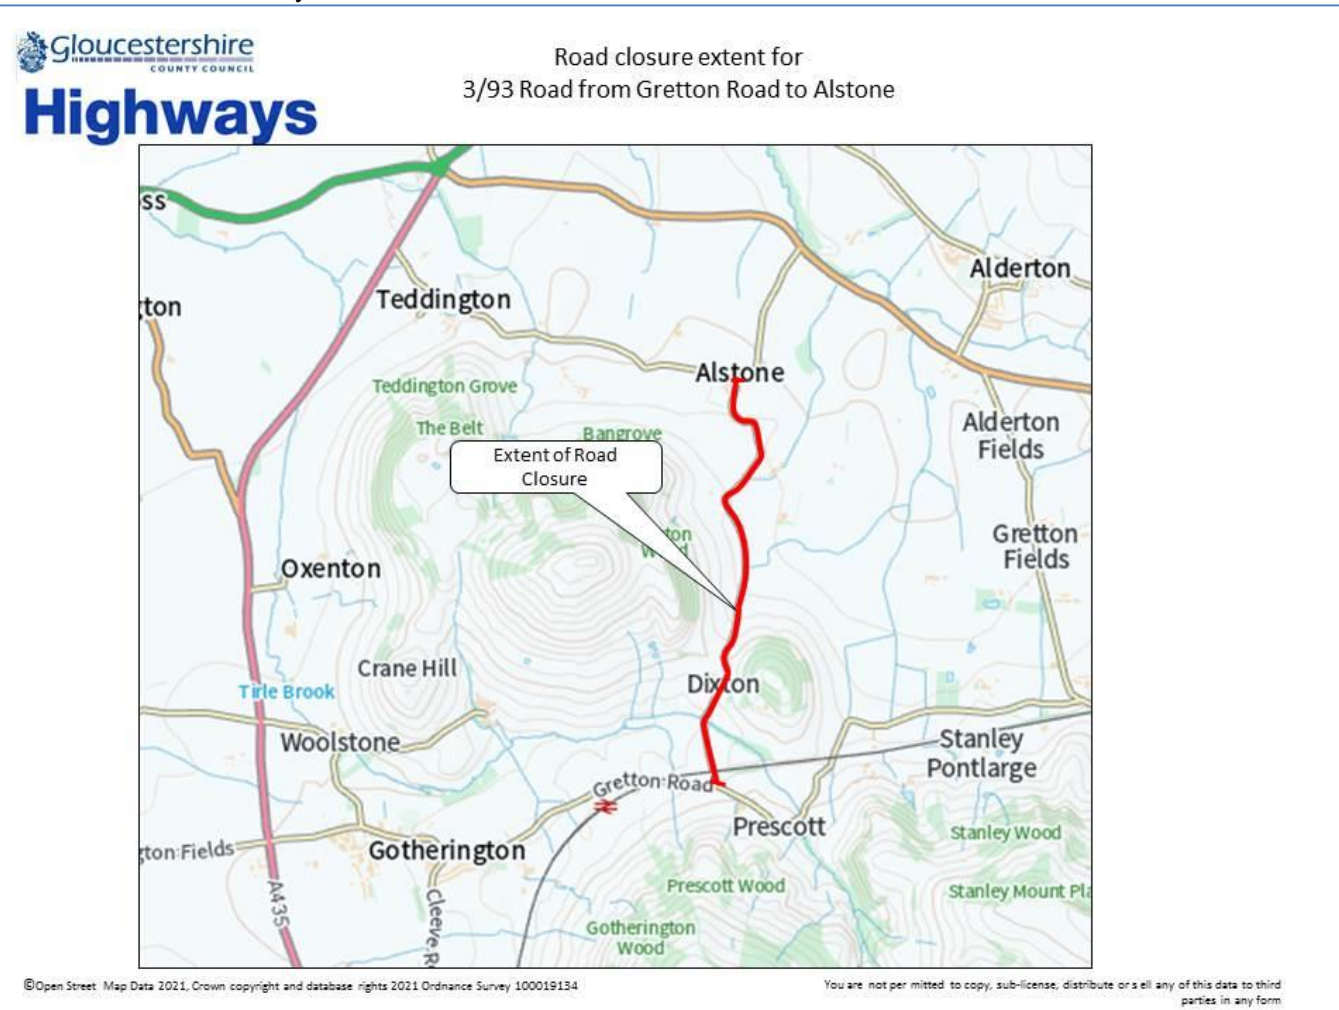 Gloucestershire
COUNTY COUNCIL
Highways
Road closure extent for
3/93 Road from Gretton Road to Alstone
ss
Alderton
gton
Teddington
Alstone
Teddington Grove
The Belt
Bangrove
Alderton
Fields
Extent of Road
Closure
ton
Gretton
Fields
Oxenton
Crane Hill
Dixton
Tirle Brook
Woolstone
Stanley
Pontlarge
Gretton Road
Prescott
Stanley Wood
gton Fields
Gotherington
Prescott Wood
Stanley Mount Pla
A435
Cleeve R
Gotherington
Wood
©Open Street Map Data 2021, Crown copyright and database rights 2021 Ordnance Survey 100019134
You are not per mitted to copy, sub-license, distribute or s ell any of this data to third
parties in any form